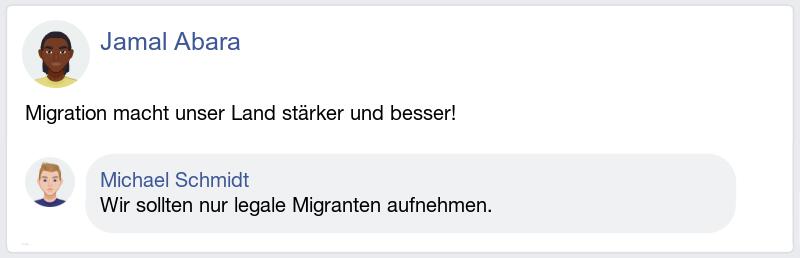 Jamal Abara
Migration macht unser Land stärker und besser!
Michael Schmidt
Wir sollten nur legale Migranten aufnehmen.